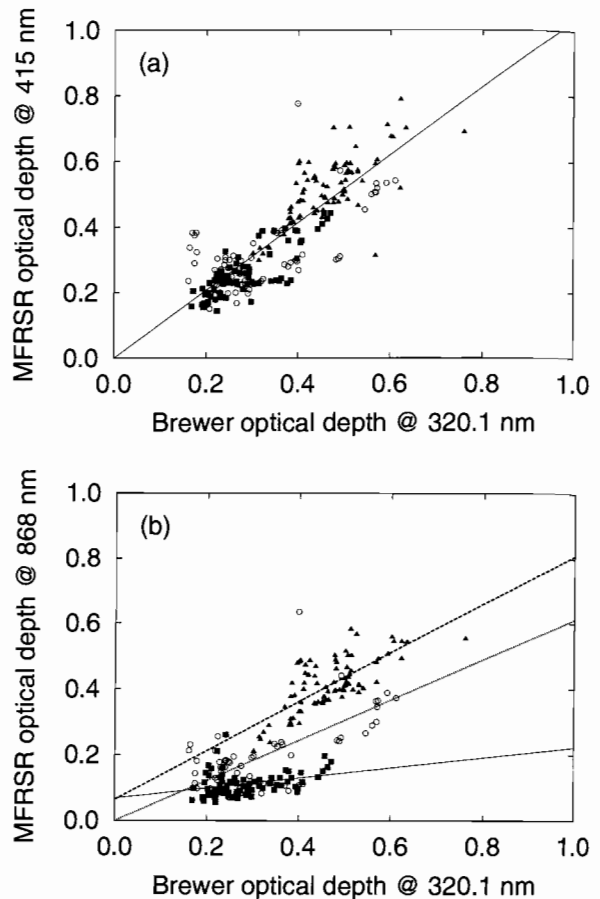 MFRSR optical depth @ 415 nm
(a)
1.0
0.8
0.6
0.4
0.2
0.0
0.0 0.2 0.4 0.6 0.8 1.0
Brewer optical depth @ 320.1 nm
MFRSR optical depth @ 868 nm
(b)
1.0
0.8
0.6
0.4
0.2
0.0
0.0 0.2 0.4 0.6 0.8 1.0
Brewer optical depth @ 320.1 nm